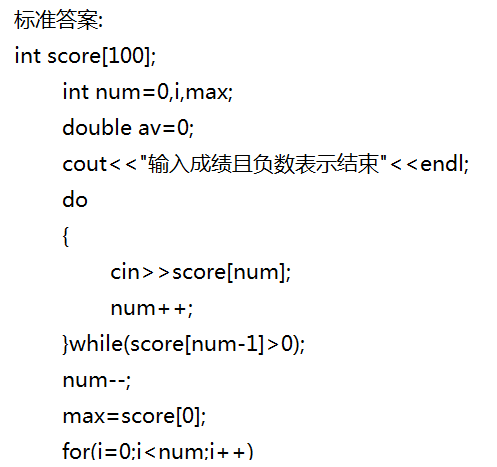 标准答案:
int score[100];
int num=0,i,max;
double av=0;
cout<<"输入成绩且负数表示结束"<<endl;
do
{
cin>>score[num];
num++;
}while(score[num-1]>0);
num--;
max=score[0];
for(i=0;i<num;i++)